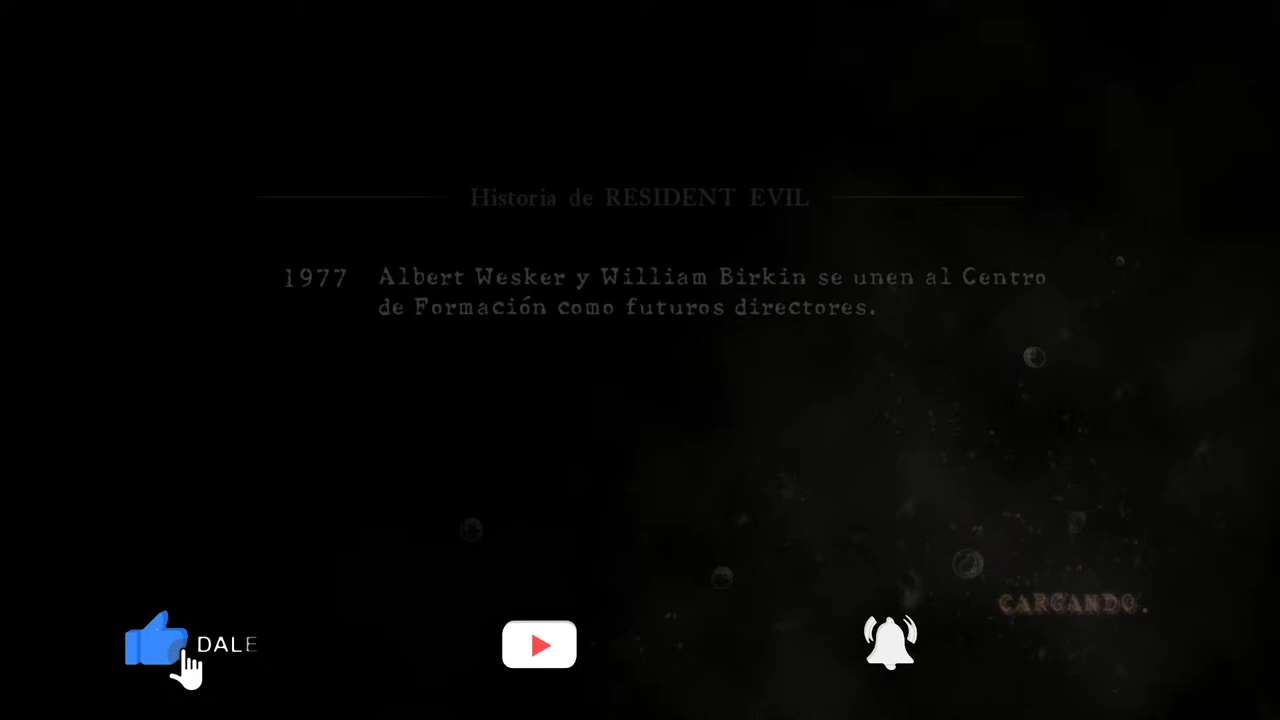 Historia de RESIDENT EVIL
1977 Albert Wesker y William Birkin se unen al Centro
de Formación como futuros directores.
CARGANDO.
DALE